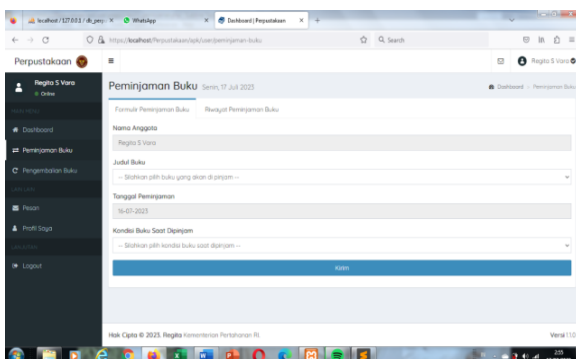 localhost / 127.0.0.1 / db_perp
WhatsApp
Dashboard | Perpustakaan
https://localhost/Perpustakaan/apk/user/peminjaman-buku
Search
Perpustakaan
Regita S Vara
Regita S Vara
Online
Peminjaman Buku Senin, 17 Juli 2023
Dashboard > Peminjaman Buku
Formulir Peminjaman Buku
Riwayat Peminjaman Buku
Dashboard
Peminjaman Buku
Pengembalian Buku
Pesan
Profil Saya
Logout
Nama Anggota
Regita S Vara
Judul Buku
-- Silahkan pilih buku yang akan di pinjam --
Tanggal Peminjaman
16-07-2023
Kondisi Buku Saat Dipinjam
-- Silahkan pilih kondisi buku saat dipinjam --
Kirim
Hak Cipta © 2023. Regita Kementerian Pertahanan RI.
Versi 1.1.0
2:55